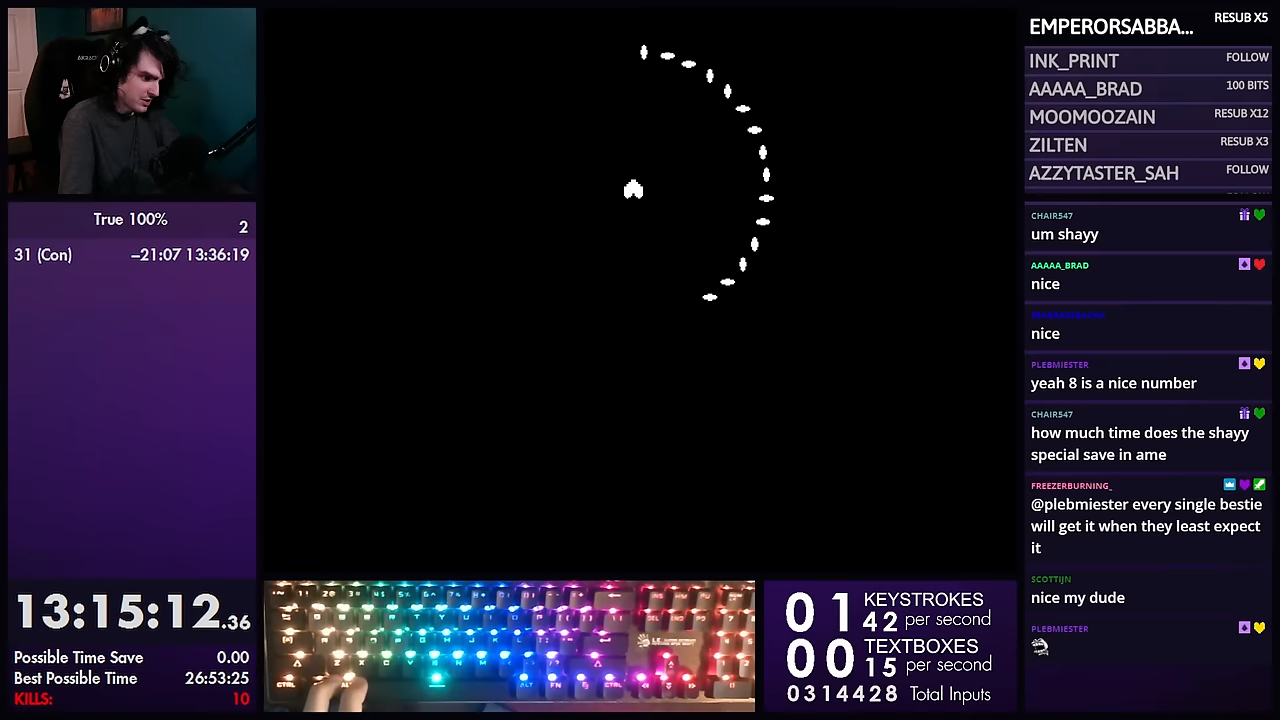 EMPERORSABBA... RESUB X5
INK_PRINT FOLLOW
AAAAA_BRAD 100 BITS
MOOMOOZAIN RESUB X12
ZILTEN RESUB X3
AZZYTASTER_SAH FOLLOW
True 100% 2
31 (Con) −21:07 13:36:19
13:15:12.36
Possible Time Save 0.00
Best Possible Time 26:53:25
KILLS: 10
01 42 KEYSTROKES per second
00 15 TEXTBOXES per second
0314428 Total Inputs
CHAIR547
um shayy
AAAAA_BRAD
nice
nice
PLEBMIESTER
yeah 8 is a nice number
CHAIR547
how much time does the shayy
special save in ame
FREEZERBURNING_
@plebmiester every single bestie
will get it when they least expect
it
SCOTTIJN
nice my dude
PLEBMIESTER